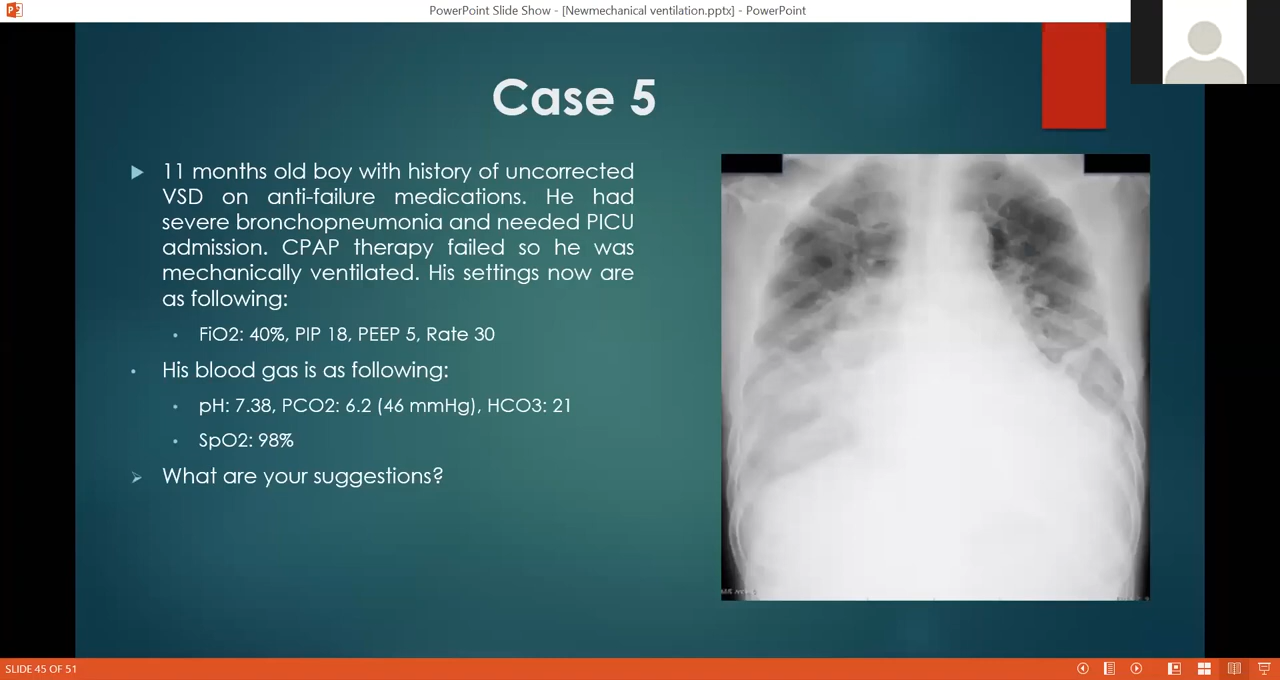 PowerPoint Slide Show - [Newmechanical ventilation.pptx] - PowerPoint
Case 5
11 months old boy with history of uncorrected
VSD on anti-failure medications. He had
severe bronchopneumonia and needed PICU
admission. CPAP therapy failed so he was
mechanically ventilated. His settings now are
as following:
FiO2: 40%, PIP 18, PEEP 5, Rate 30
His blood gas is as following:
pH: 7.38, PCO2: 6.2 (46 mmHg), HCO3: 21
SpO2: 98%
What are your suggestions?
SLIDE 45 OF 51